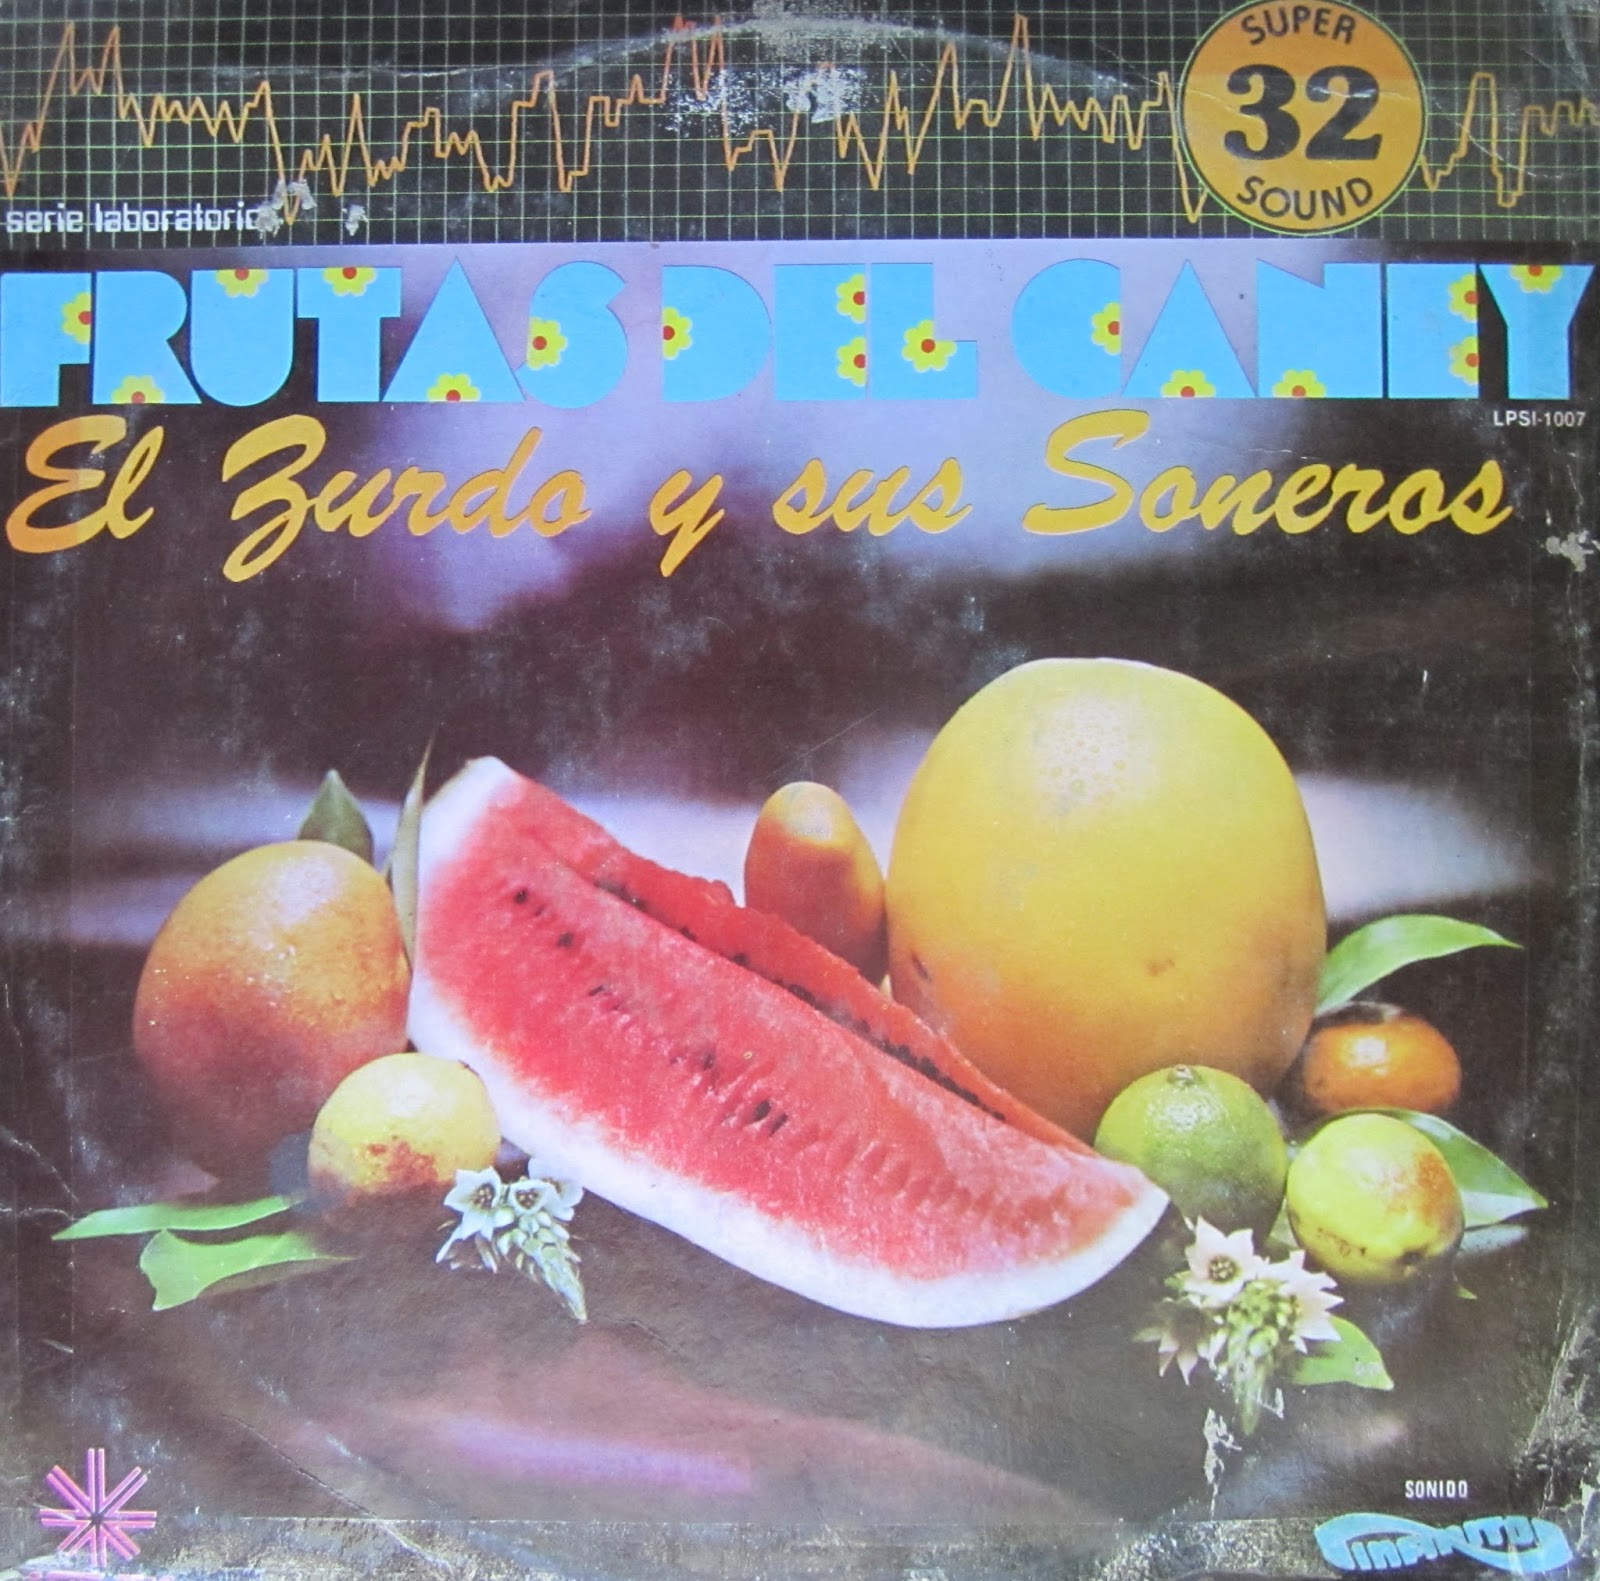 SUPER
32
SOUND
serie laboratorio
FRUTAS DEL CANEY
LPSI-1007
El Zurdo y sus Soneros
SONIDO